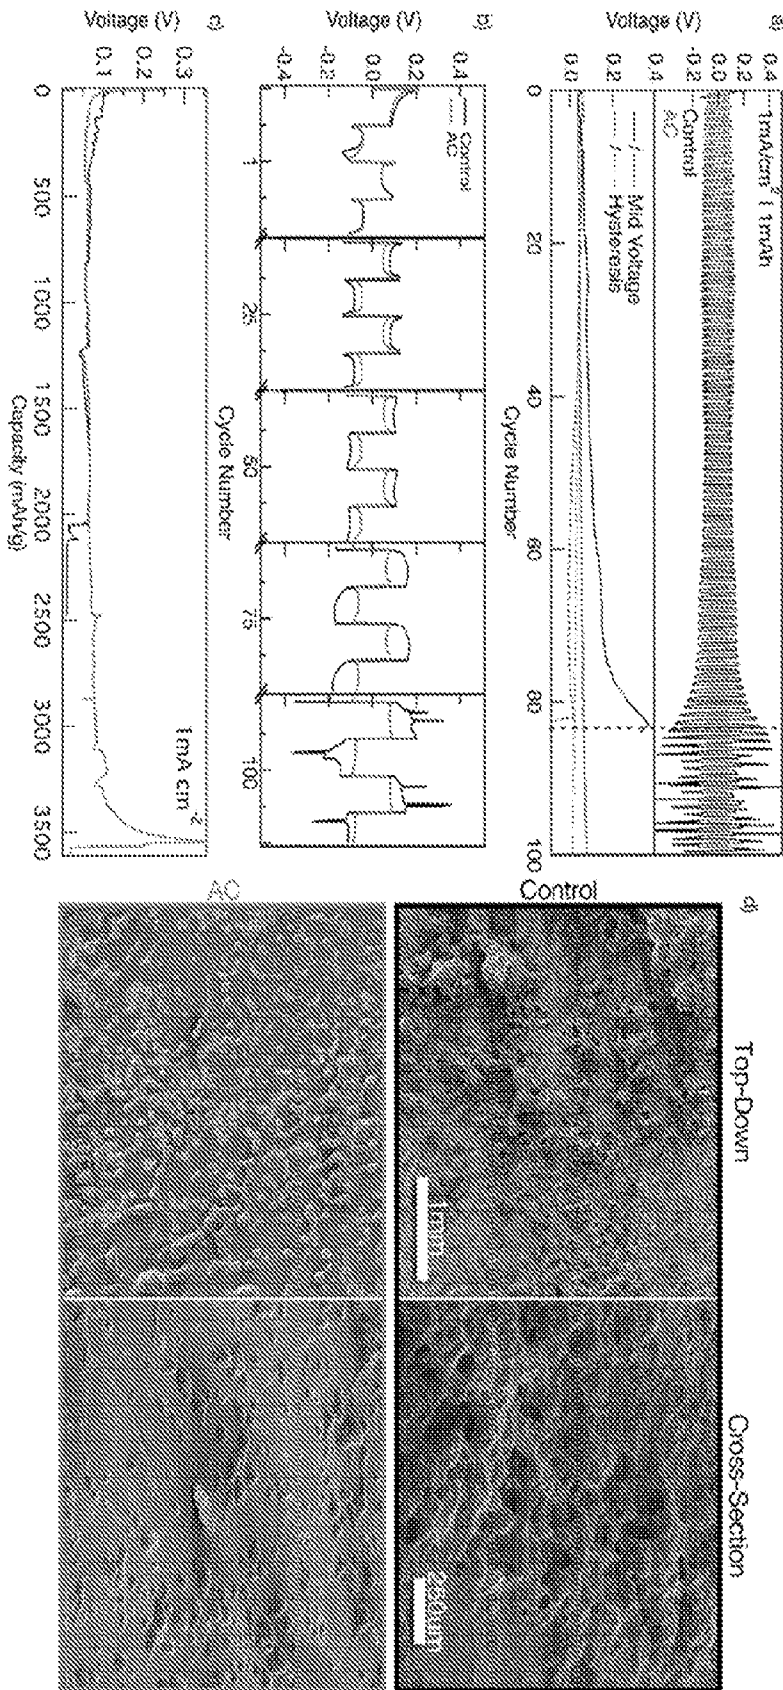 a)
Voltage (V)
0.4
0.2
0.0
-0.2
1mA/cm² | 1mAh
Control
AC
0.4
0.2
0.0
Mid Voltage
Hysteresis
0 20 40 60 80 100
Cycle Number
b)
Voltage (V)
0.4
0.2
0.0
-0.2
-0.4
Control
AC
1 25 50 75 100
Cycle Number
c)
Voltage (V)
0.3
0.2
0.1
1mA cm⁻²
0 500 1000 1500 2000 2500 3000 3500
Capacity (mAh/g)
d)
Top-Down
Cross-Section
Control
1mm
250um
AC